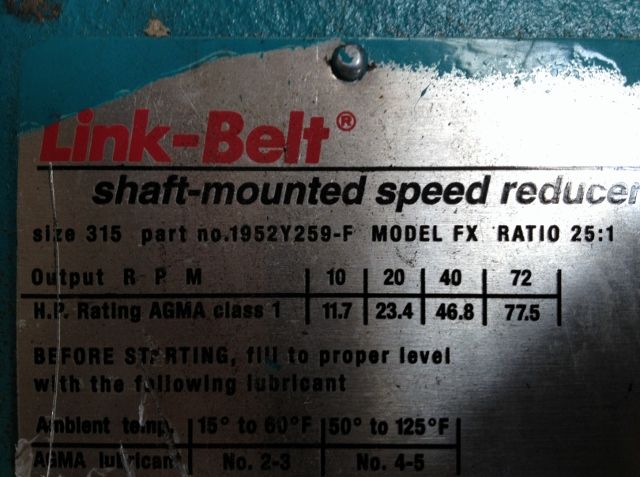 Link-Belt®
shaft-mounted speed reducer
size 315 part no.1952Y259-F MODEL FX RATIO 25:1
Output R P M 10 20 40 72
H.P. Rating AGMA class 1 11.7 23.4 46.8 77.5
BEFORE STARTING, fill to proper level
with the following lubricant
Ambient temp. 15° to 60°F 50° to 125°F
AGMA lubricant No. 2-3 No. 4-5